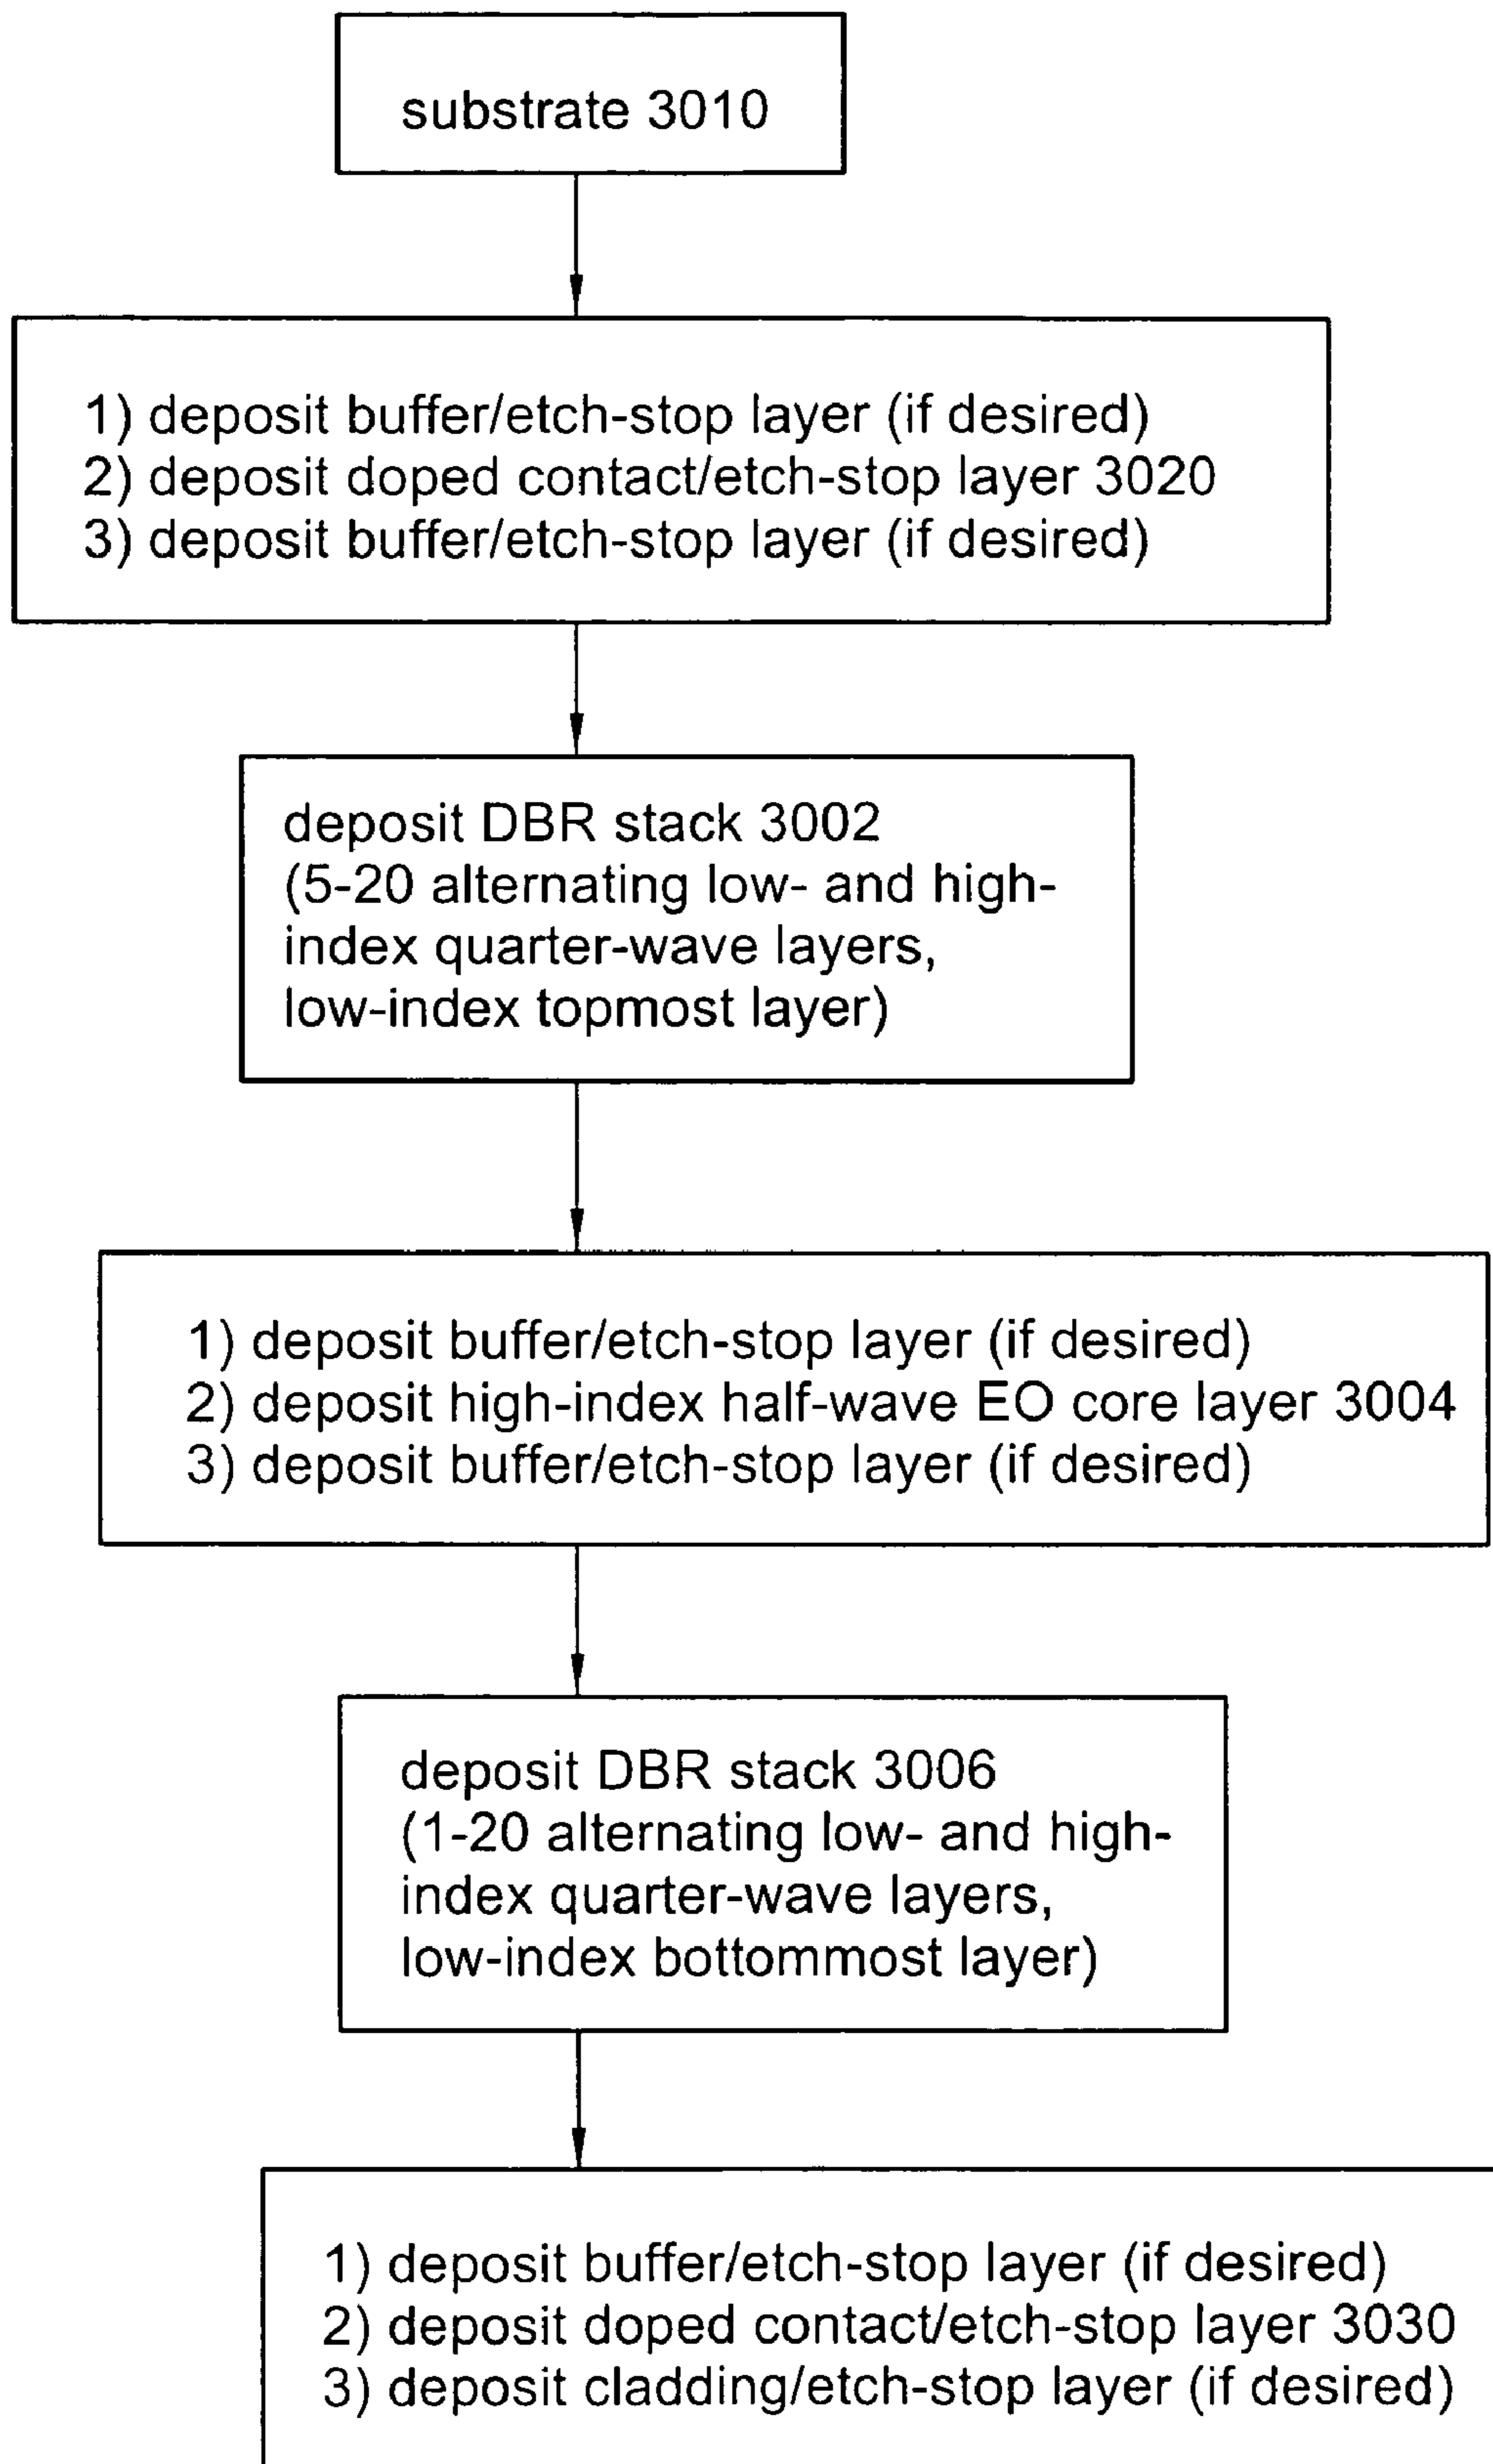 substrate 3010
1) deposit buffer/etch-stop layer (if desired)
2) deposit doped contact/etch-stop layer 3020
3) deposit buffer/etch-stop layer (if desired)
deposit DBR stack 3002
(5-20 alternating low- and high-
index quarter-wave layers,
low-index topmost layer)
1) deposit buffer/etch-stop layer (if desired)
2) deposit high-index half-wave EO core layer 3004
3) deposit buffer/etch-stop layer (if desired)
deposit DBR stack 3006
(1-20 alternating low- and high-
index quarter-wave layers,
low-index bottommost layer)
1) deposit buffer/etch-stop layer (if desired)
2) deposit doped contact/etch-stop layer 3030
3) deposit cladding/etch-stop layer (if desired)